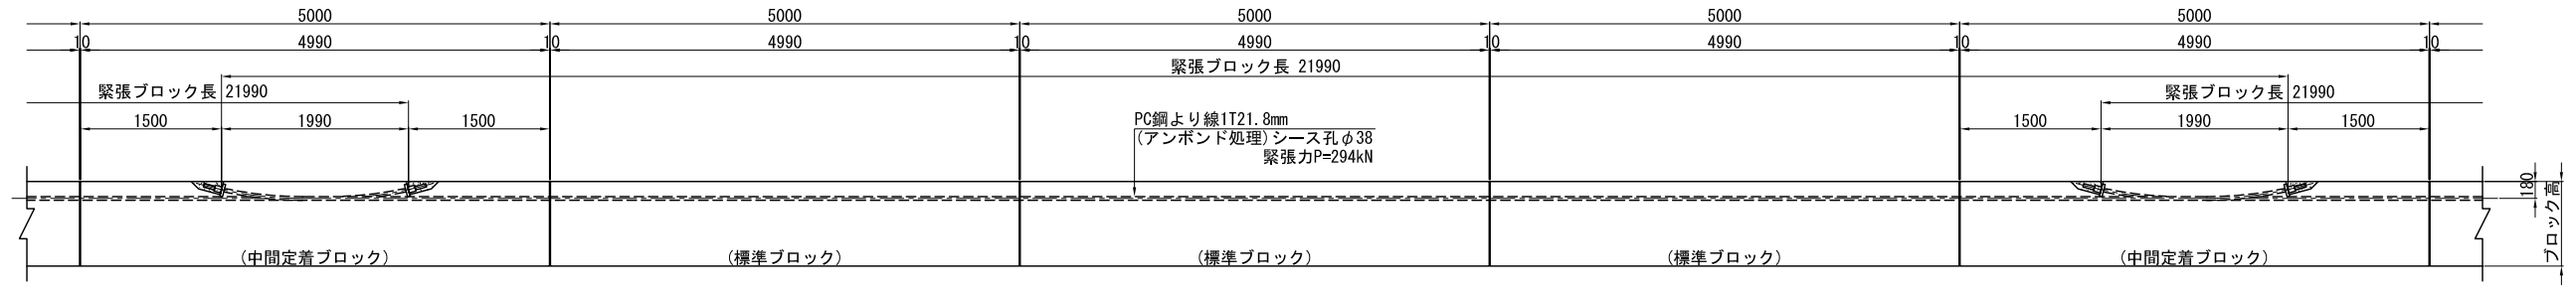 5000 5000 5000 5000 5000
10 4990 10 4990 10 4990 10 4990 10 4990 10
緊張ブロック長 21990
緊張ブロック長 21990
緊張ブロック長 21990
1500 1990 1500
1500 1990 1500
PC鋼より線1T21.8mm
(アンボンド処理)シース孔φ38
緊張力P=294kN
180
ブロック高
(中間定着ブロック) (標準ブロック) (標準ブロック) (標準ブロック) (中間定着ブロック)